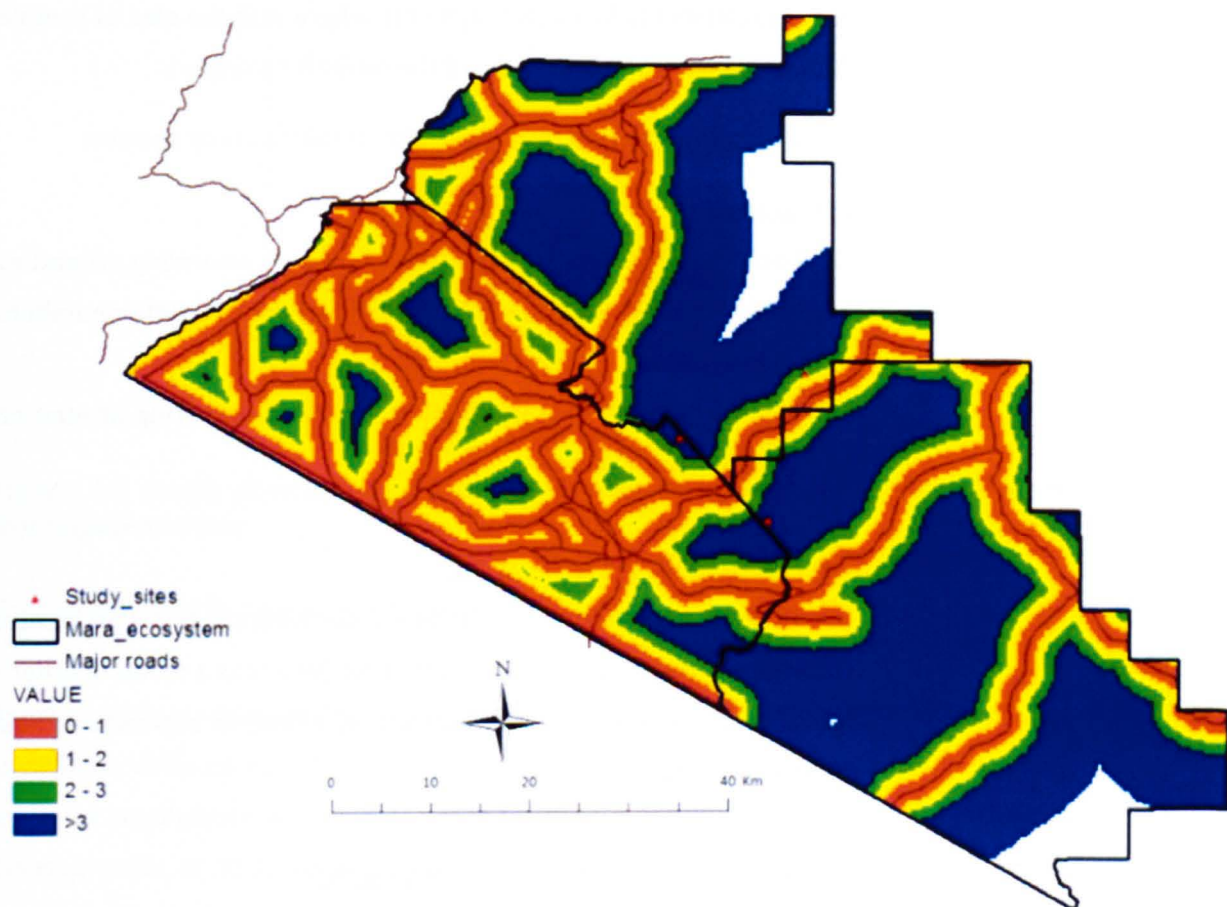 Study_sites
Mara_ecosystem
Major roads
VALUE
0 - 1
1 - 2
2 - 3
>3
N
0 10 20 40 Km